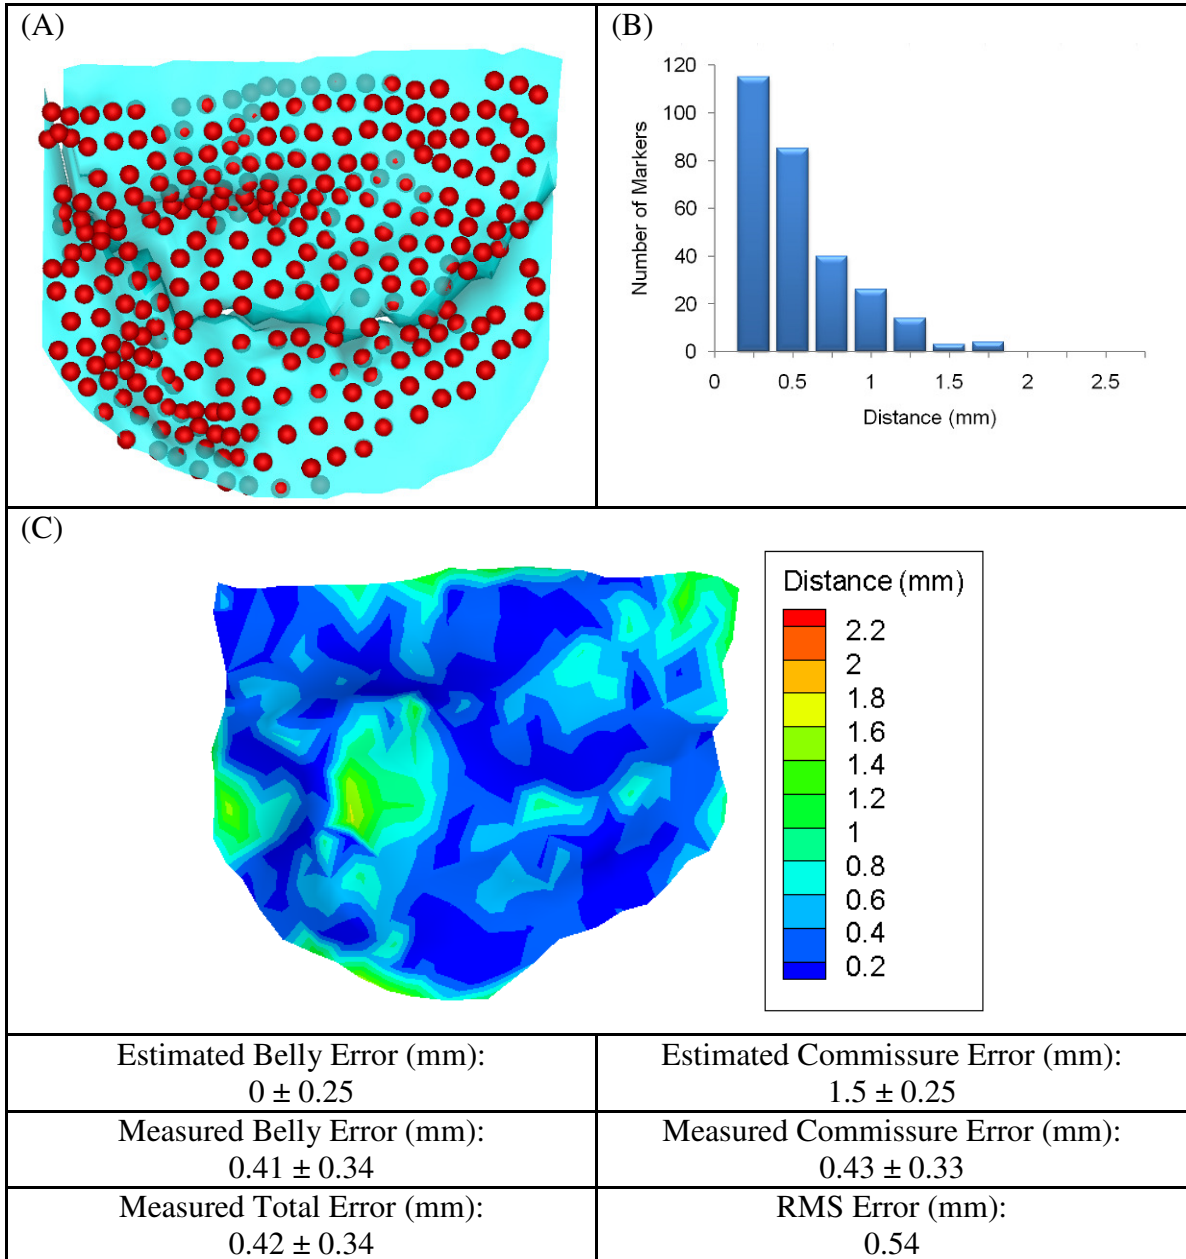 (A)
(B)
120
100
80
60
40
20
0
Number of Markers
0 0.5 1 1.5 2 2.5
Distance (mm)
(C)
Distance (mm)
2.2
2
1.8
1.6
1.4
1.2
1
0.8
0.6
0.4
0.2
Estimated Belly Error (mm):
0 ± 0.25
Estimated Commissure Error (mm):
1.5 ± 0.25
Measured Belly Error (mm):
0.41 ± 0.34
Measured Commissure Error (mm):
0.43 ± 0.33
Measured Total Error (mm):
0.42 ± 0.34
RMS Error (mm):
0.54